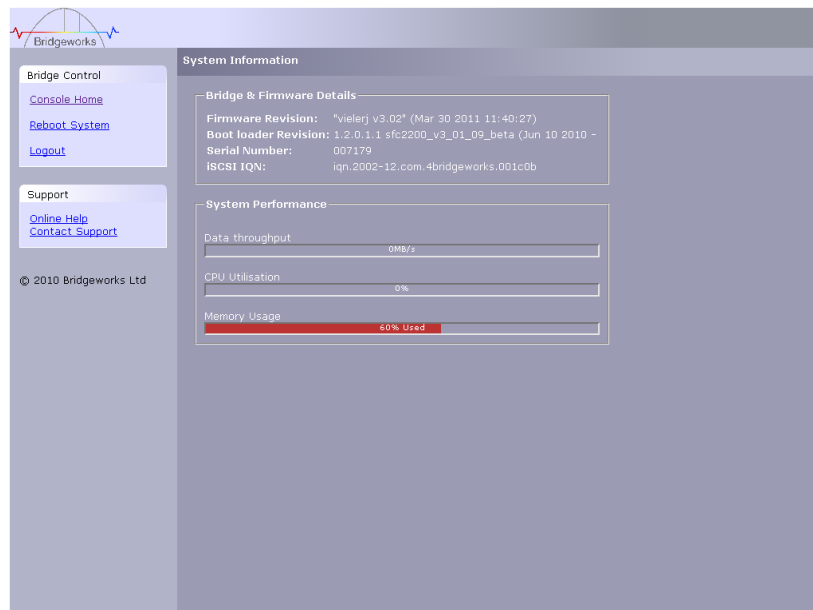 Bridgeworks
System Information
Bridge Control
Console Home
Reboot System
Logout
Support
Online Help
Contact Support
© 2010 Bridgeworks Ltd
Bridge & Firmware Details
Firmware Revision: "vielerj v3.02" (Mar 30 2011 11:40:27)
Boot loader Revision: 1.2.0.1.1 sfc2200_v3_01_09_beta (Jun 10 2010 -
Serial Number: 007179
iSCSI IQN: iqn.2002-12.com.4bridgeworks.001c0b
System Performance
Data throughput
0MB/s
CPU Utilisation
0%
Memory Usage
60% Used